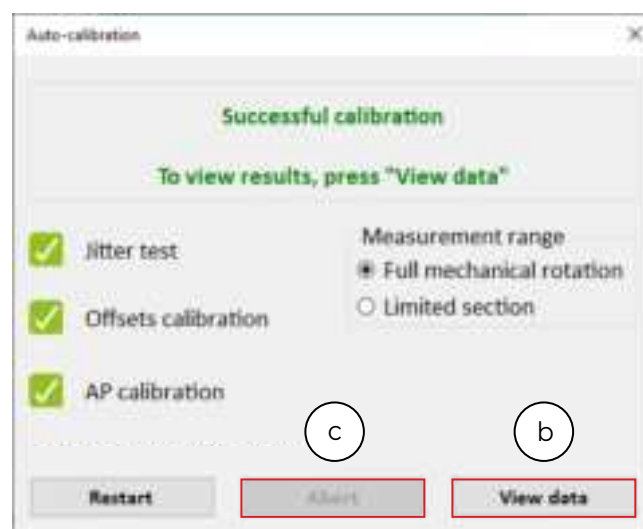 Auto-calibration
Successful calibration
To view results, press "View data"
Jitter test
Measurement range
Full mechanical rotation
Limited section
Offsets calibration
AP calibration
c
b
Restart
Abort
View data